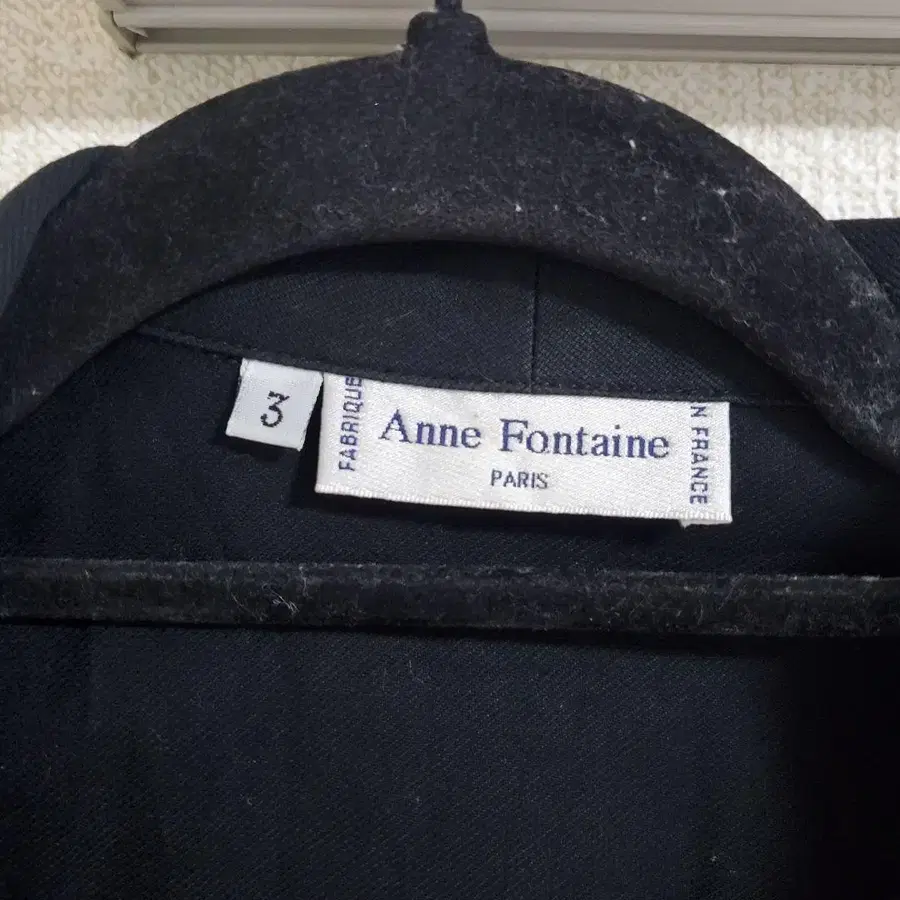 3
FABRIQUE
Anne Fontaine
PARIS
N FRANCE